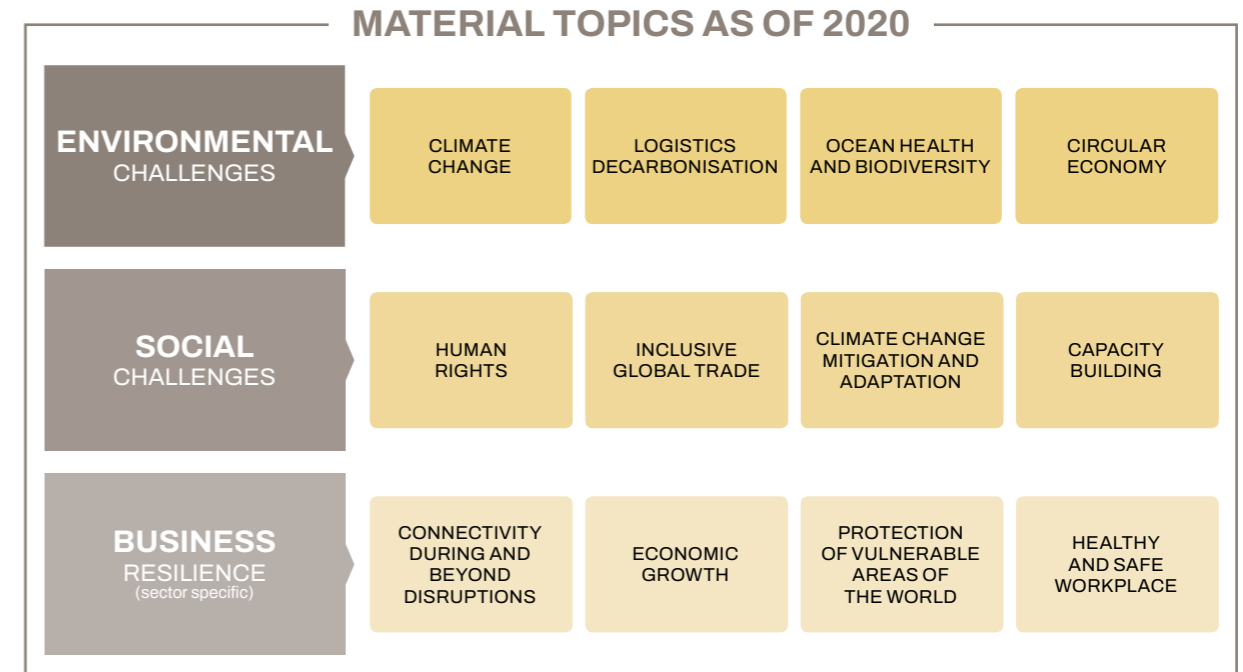 MATERIAL TOPICS AS OF 2020
ENVIRONMENTAL
CHALLENGES
CLIMATE
CHANGE
LOGISTICS
DECARBONISATION
OCEAN HEALTH
AND BIODIVERSITY
CIRCULAR
ECONOMY
SOCIAL
CHALLENGES
HUMAN
RIGHTS
INCLUSIVE
GLOBAL TRADE
CLIMATE CHANGE
MITIGATION AND
ADAPTATION
CAPACITY
BUILDING
BUSINESS
RESILIENCE
(sector specific)
CONNECTIVITY
DURING AND
BEYOND
DISRUPTIONS
ECONOMIC
GROWTH
PROTECTION
OF VULNERABLE
AREAS OF
THE WORLD
HEALTHY
AND SAFE
WORKPLACE